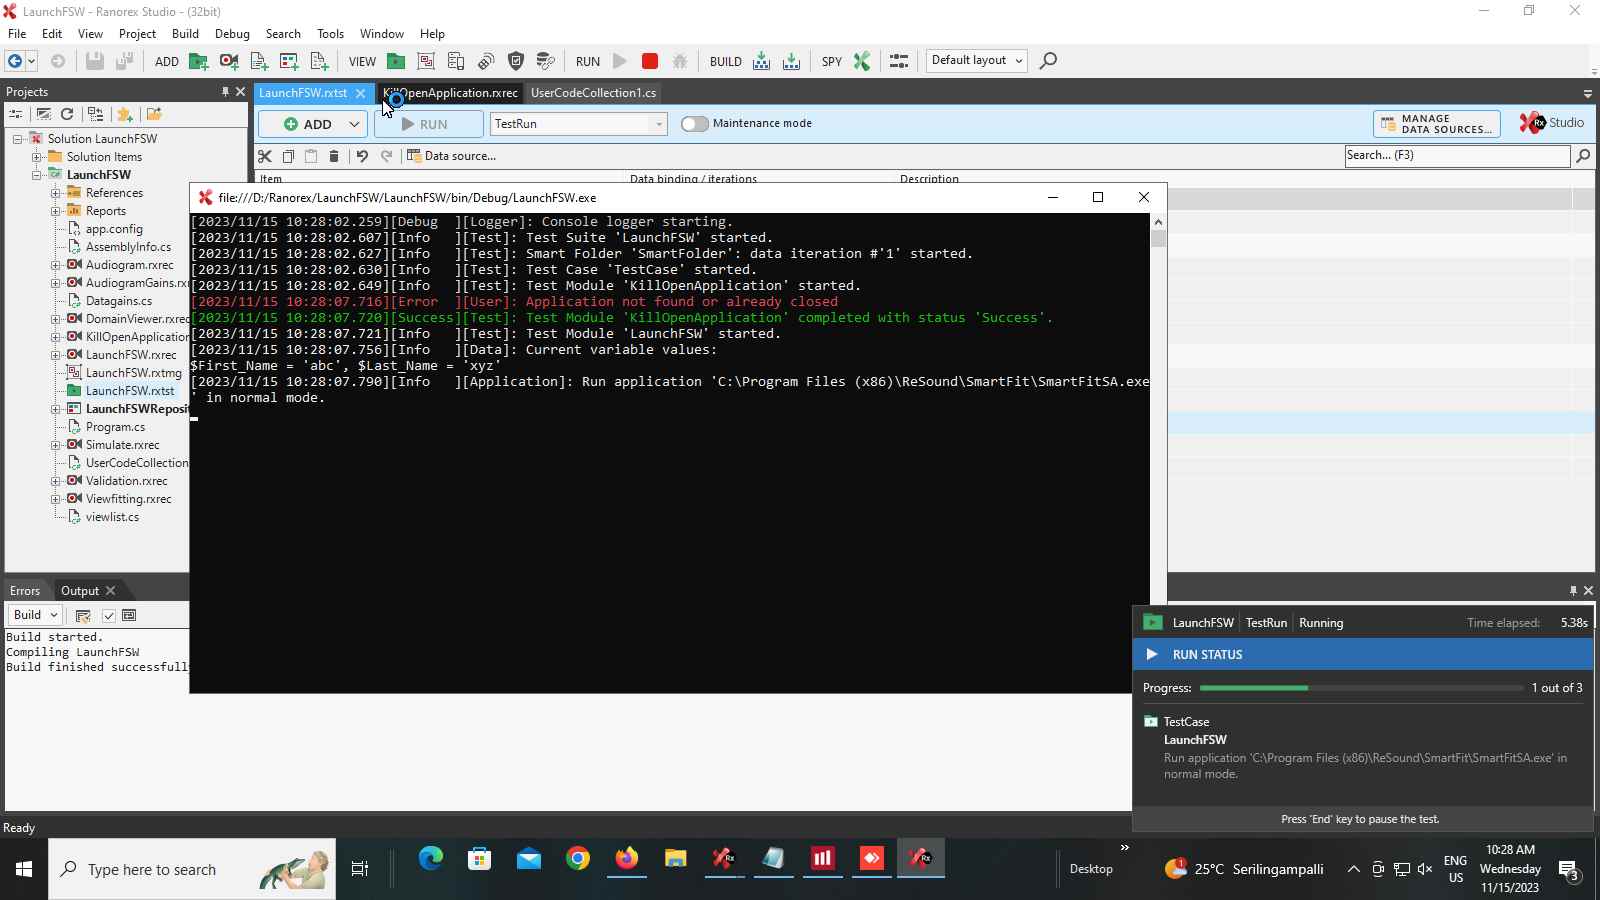 LaunchFSW - Ranorex Studio - (32bit)
File Edit View Project Build Debug Search Tools Window Help
ADD VIEW RUN BUILD SPY Default layout
Projects
LaunchFSW.rxtst KillOpenApplication.rxrec UserCodeCollection1.cs
ADD RUN TestRun Maintenance mode MANAGE DATA SOURCES... Rx Studio
Data source... Search... (F3)
Item Data binding / iterations Description
Solution LaunchFSW
Solution Items
LaunchFSW
References
Reports
app.config
AssemblyInfo.cs
Audiogram.rxrec
AudiogramGains.rx
Datagains.cs
DomainViewer.rxrec
KillOpenApplication
LaunchFSW.rxrec
LaunchFSW.rxtmg
LaunchFSW.rxtst
LaunchFSWReposit
Program.cs
Simulate.rxrec
UserCodeCollection
Validation.rxrec
Viewfitting.rxrec
viewlist.cs
file:///D:/Ranorex/LaunchFSW/LaunchFSW/bin/Debug/LaunchFSW.exe
[2023/11/15 10:28:02.259][Debug  ][Logger]: Console logger starting.
[2023/11/15 10:28:02.607][Info   ][Test]: Test Suite 'LaunchFSW' started.
[2023/11/15 10:28:02.627][Info   ][Test]: Smart Folder 'SmartFolder': data iteration #'1' started.
[2023/11/15 10:28:02.630][Info   ][Test]: Test Case 'TestCase' started.
[2023/11/15 10:28:02.649][Info   ][Test]: Test Module 'KillOpenApplication' started.
[2023/11/15 10:28:07.716][Error  ][User]: Application not found or already closed
[2023/11/15 10:28:07.720][Success][Test]: Test Module 'KillOpenApplication' completed with status 'Success'.
[2023/11/15 10:28:07.721][Info   ][Test]: Test Module 'LaunchFSW' started.
[2023/11/15 10:28:07.756][Info   ][Data]: Current variable values:
$First_Name = 'abc', $Last_Name = 'xyz'
[2023/11/15 10:28:07.790][Info   ][Application]: Run application 'C:\Program Files (x86)\ReSound\SmartFit\SmartFitSA.exe
' in normal mode.
Errors Output
Build
Build started.
Compiling LaunchFSW
Build finished successfull
LaunchFSW TestRun Running Time elapsed: 5.38s
RUN STATUS
Progress: 1 out of 3
TestCase
LaunchFSW
Run application 'C:\Program Files (x86)\ReSound\SmartFit\SmartFitSA.exe' in
normal mode.
Press 'End' key to pause the test.
Ready
Type here to search
Desktop
1
25°C Serilingampalli
ENG
US
10:28 AM
Wednesday
11/15/2023
3